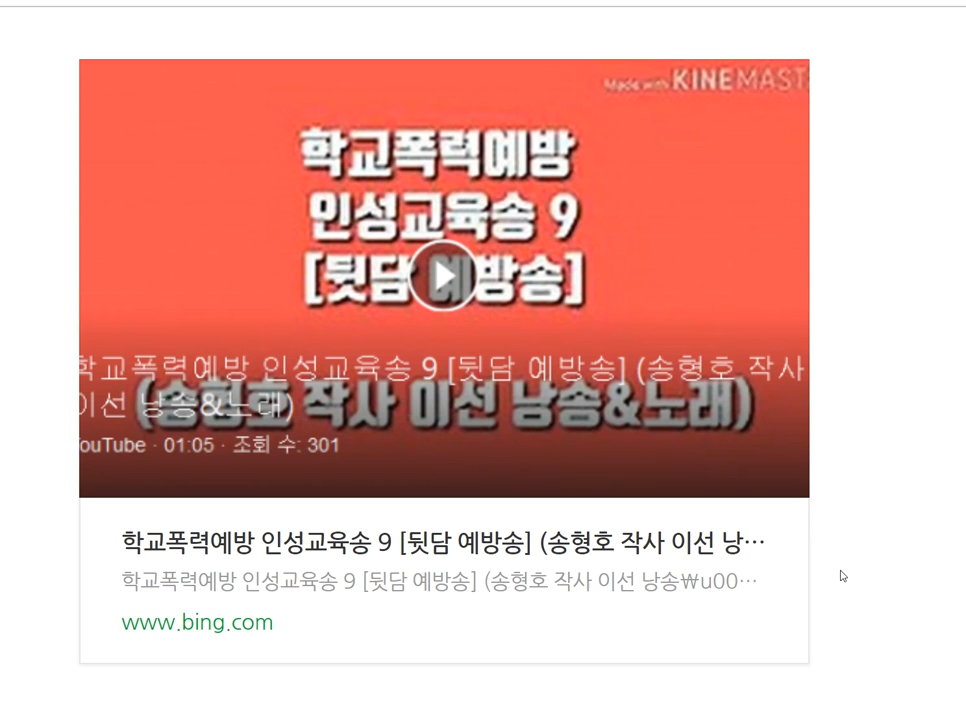 Made with KINEMAST
학교폭력예방
인성교육송 9
[뒷담 예방송]
학교폭력예방 인성교육송 9 [뒷담 예방송] (송형호 작사
이선 낭송&노래)
(송형호 작사 이선 낭송&노래)
ouTube · 01:05 · 조회 수: 301
학교폭력예방 인성교육송 9 [뒷담 예방송] (송형호 작사 이선 낭…
학교폭력예방 인성교육송 9 [뒷담 예방송] (송형호 작사 이선 낭송₩u00…
www.bing.com